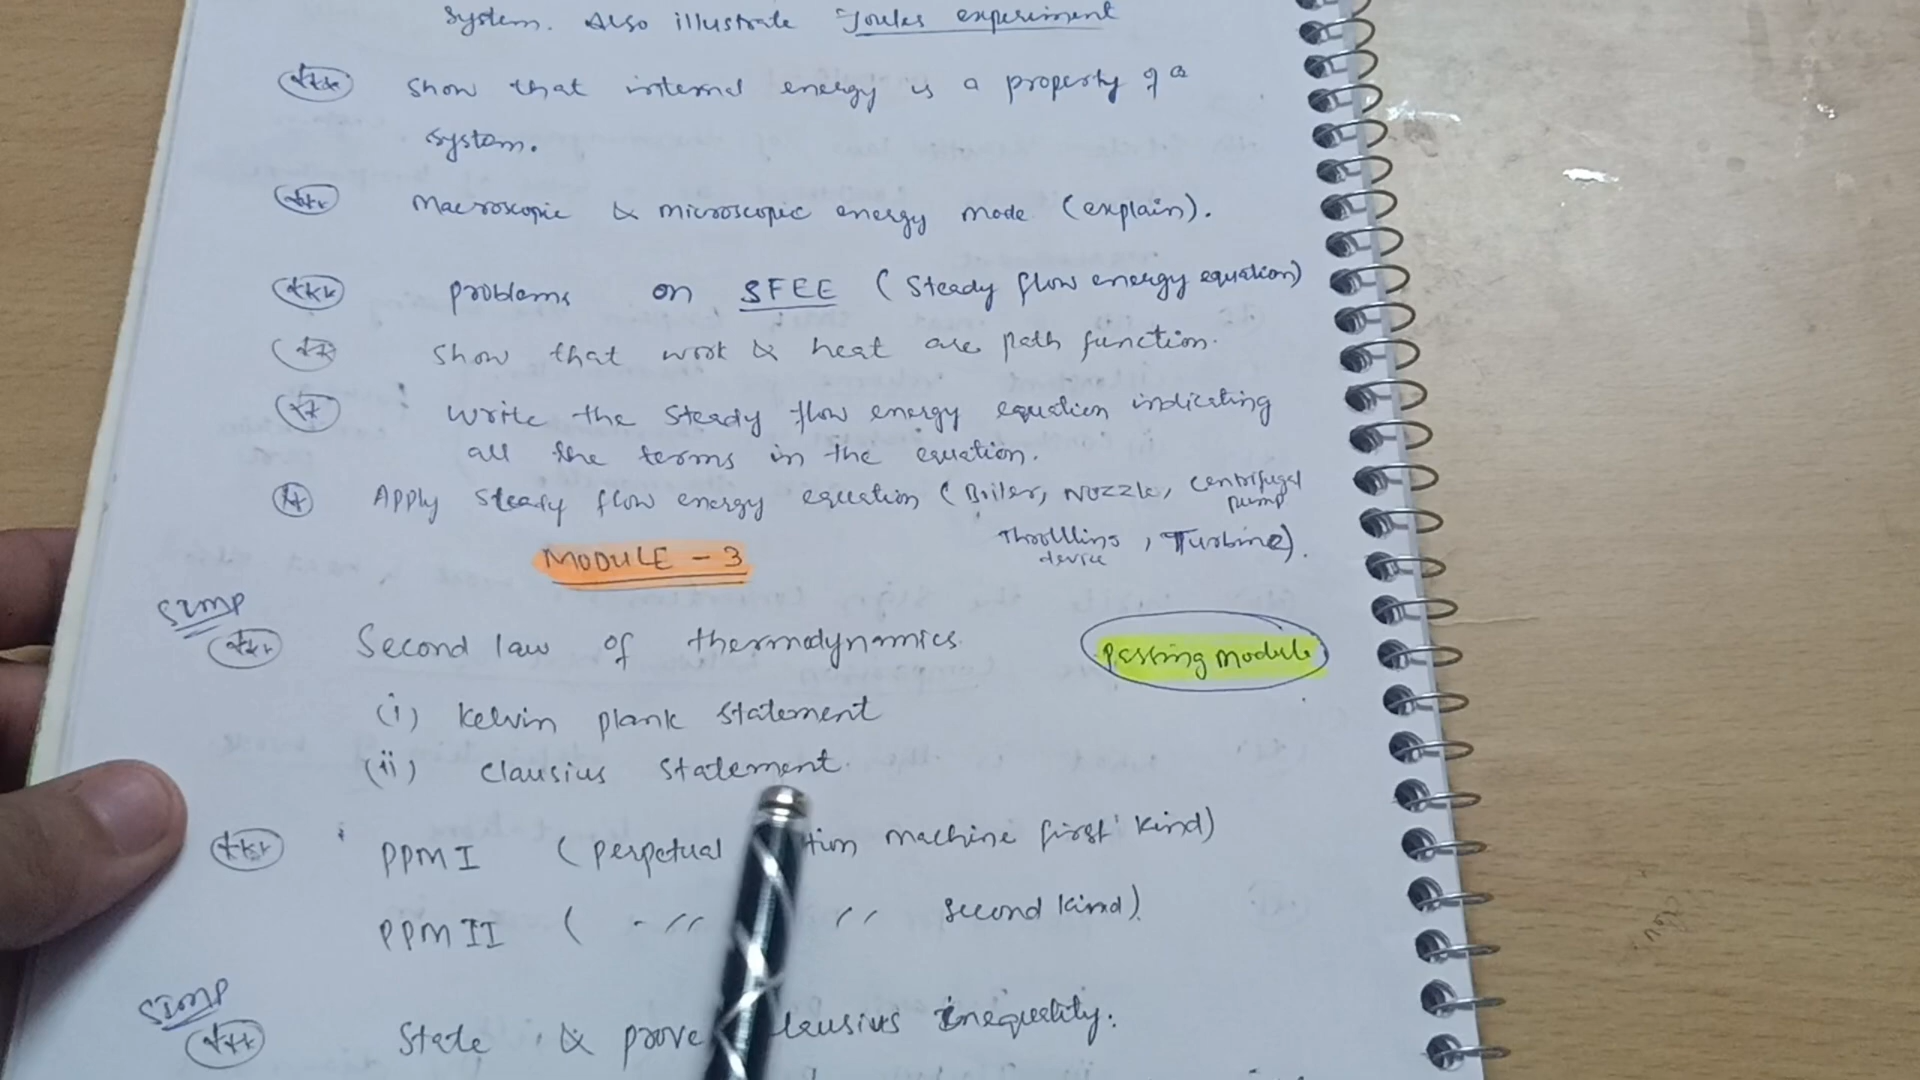 System. Also illustrate Joules experiment
*** Show that internal energy is a property of a
system.
*** Macroscopic & microscopic energy mode (explain).
*** problems on SFEE (Steady flow energy equation)
** Show that work & heat are path function.
** Write the steady flow energy equation indicating
all the terms in the equation.
** Apply steady flow energy equation (Boiler, Nozzle, centrifugal pump
Throttling device, Turbine).
MODULE - 3
SIMP
*** Second law of thermodynamics. passing module
(i) kelvin plank statement
(ii) clausius statement.
*** PPM I (perpetual machine first kind)
PPM II ( - 〃 〃 second kind).
SIMP
*** State & prove inequality.